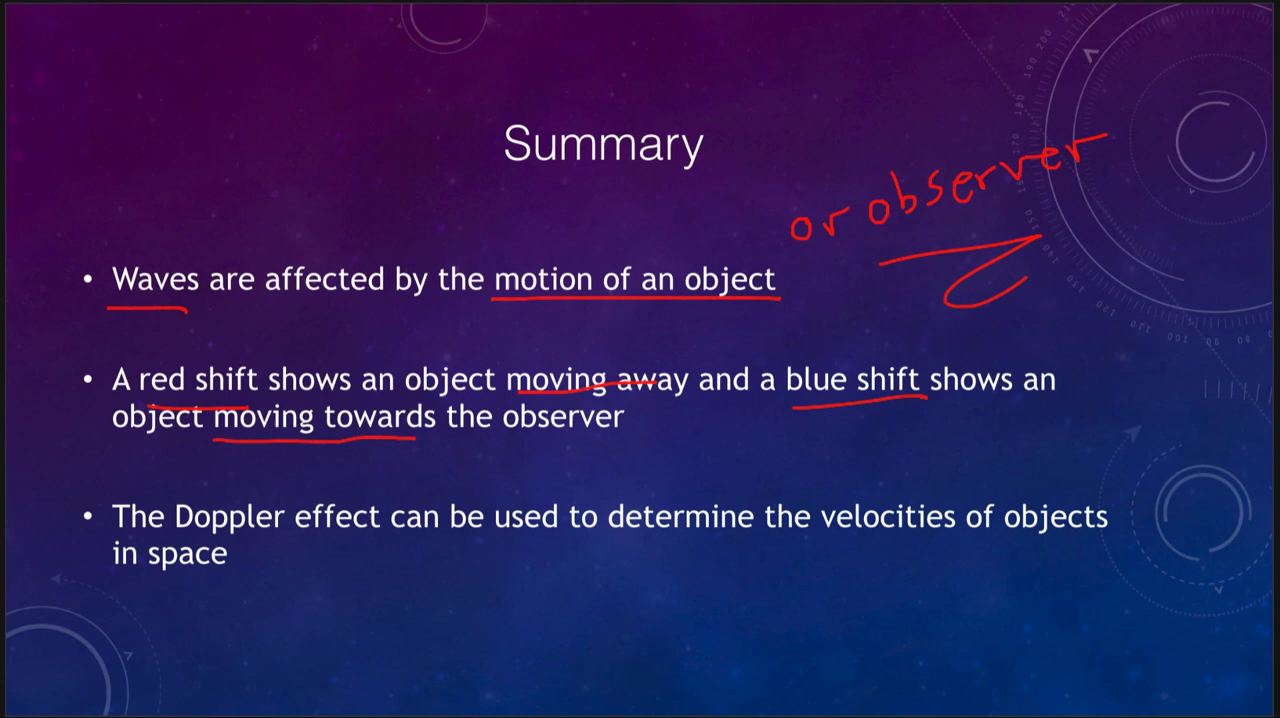 Summary
or observer
• Waves are affected by the motion of an object
• A red shift shows an object moving away and a blue shift shows an
object moving towards the observer
• The Doppler effect can be used to determine the velocities of objects
in space